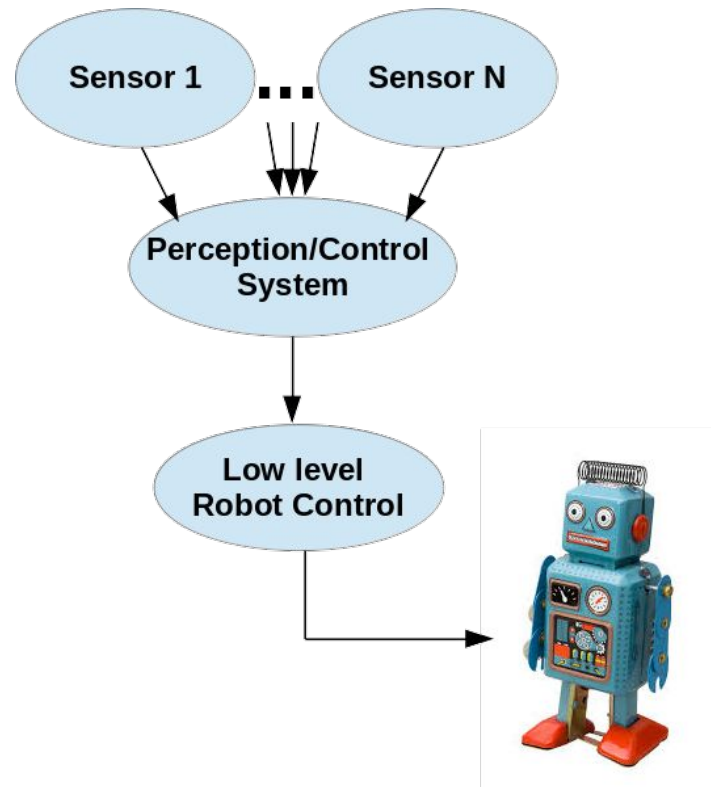 Sensor 1
...
Sensor N
Perception/Control
System
Low level
Robot Control